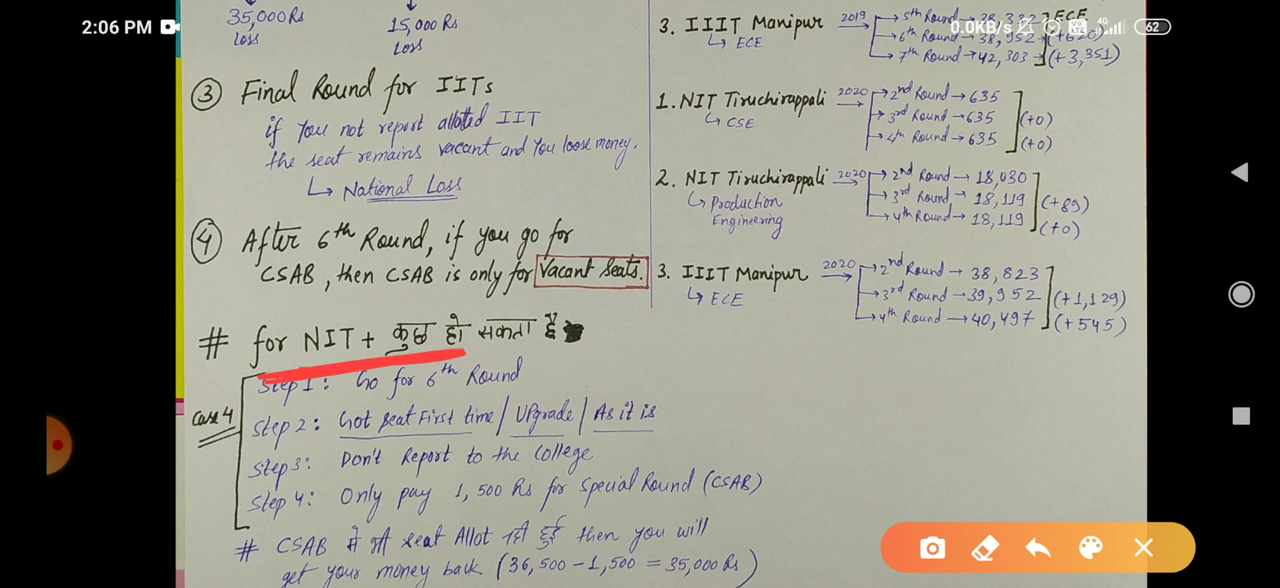 2:06 PM
0.0KB/s
4G
62
35,000 Rs
Loss
15,000 Rs
Loss
③ Final Round for IITs
if You not report alloted IIT
the seat remains vacant and You loose money.
↳ National Loss
④ After 6th Round, if you go for
CSAB, then CSAB is only for Vacant Seats.
# for NIT + कुछ हो सकता है
Case 4
Step 1: Go for 6th Round
Step 2: Got Seat First time / Upgrade / As it is
Step 3: Don't Report to the College
Step 4: Only pay 1,500 Rs for Special Round (CSAB)
# CSAB में भी seat Allot नहीं हुई then you will
get your money back (36,500 - 1,500 = 35,000 Rs)
3. IIIT Manipur 2019 → 5th Round
↳ ECE → 6th Round → 38,952
→ 7th Round → 42,303 → (+3,351)
ECE
1. NIT Tiruchirappali 2020 → 2nd Round → 635
↳ CSE → 3rd Round → 635 (+0)
→ 4th Round → 635 (+0)
2. NIT Tiruchirappali 2020 → 2nd Round → 18,030
↳ Production → 3rd Round → 18,119 (+89)
Engineering → 4th Round → 18,119 (+0)
3. IIIT Manipur 2020 → 2nd Round → 38,823
↳ ECE → 3rd Round → 39,952 (+1,129)
→ 4th Round → 40,497 (+545)